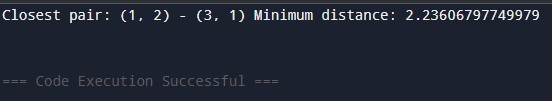 Closest pair: (1, 2) - (3, 1) Minimum distance: 2.23606797749979
=== Code Execution Successful ===